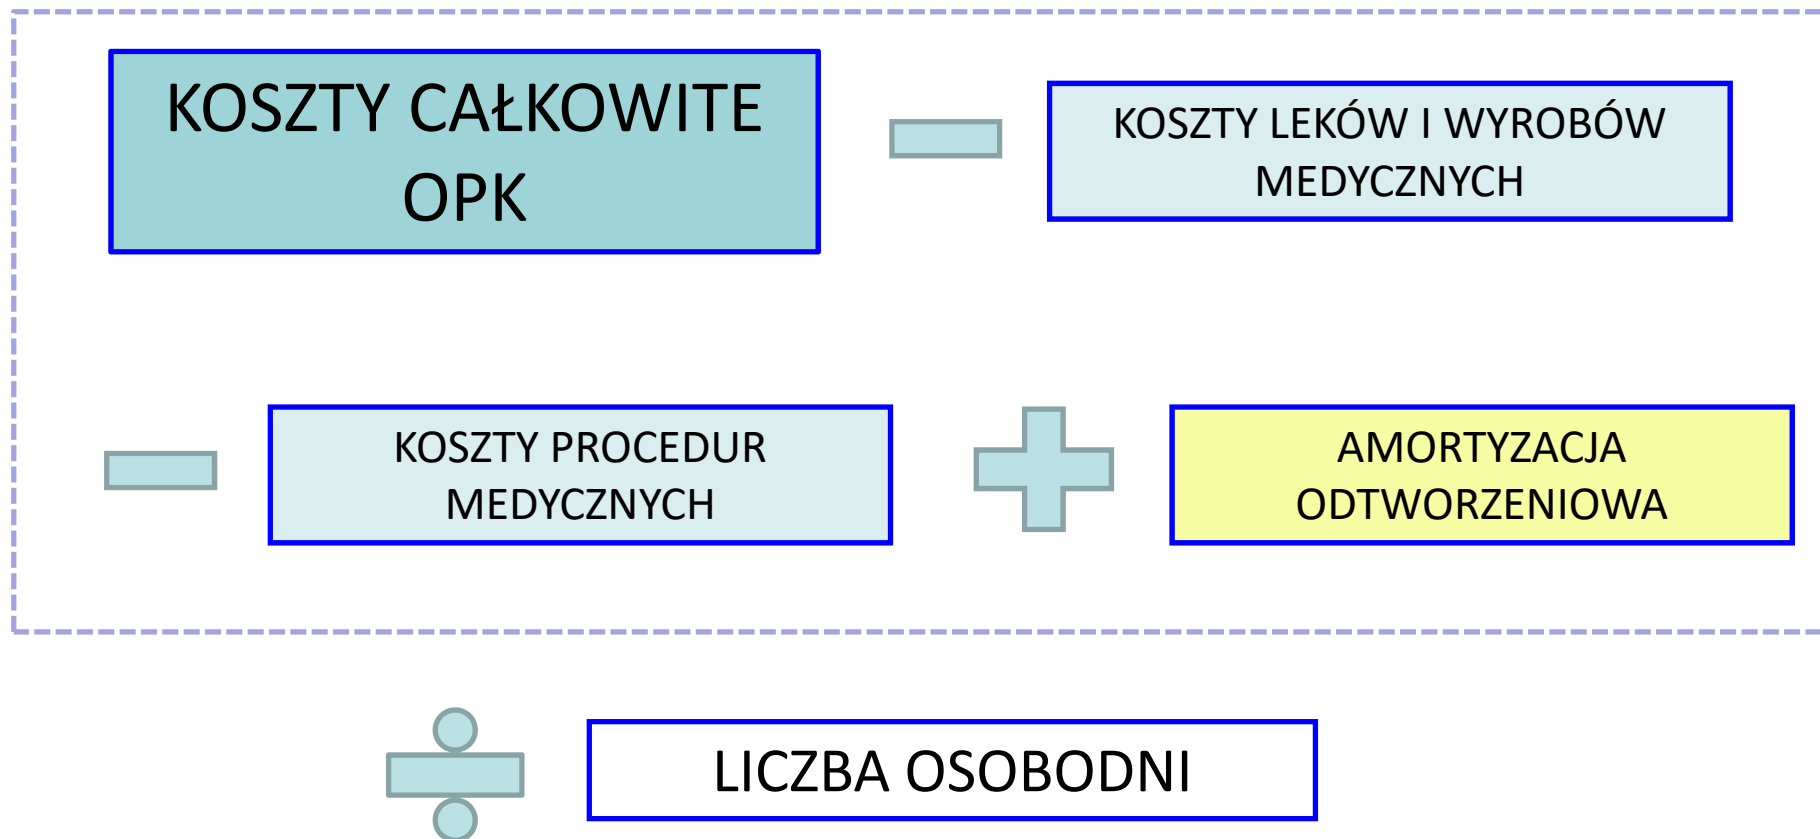 KOSZTY CAŁKOWITE
OPK
KOSZTY LEKÓW I WYROBÓW
MEDYCZNYCH
KOSZTY PROCEDUR
MEDYCZNYCH
AMORTYZACJA
ODTWORZENIOWA
LICZBA OSOBODNI